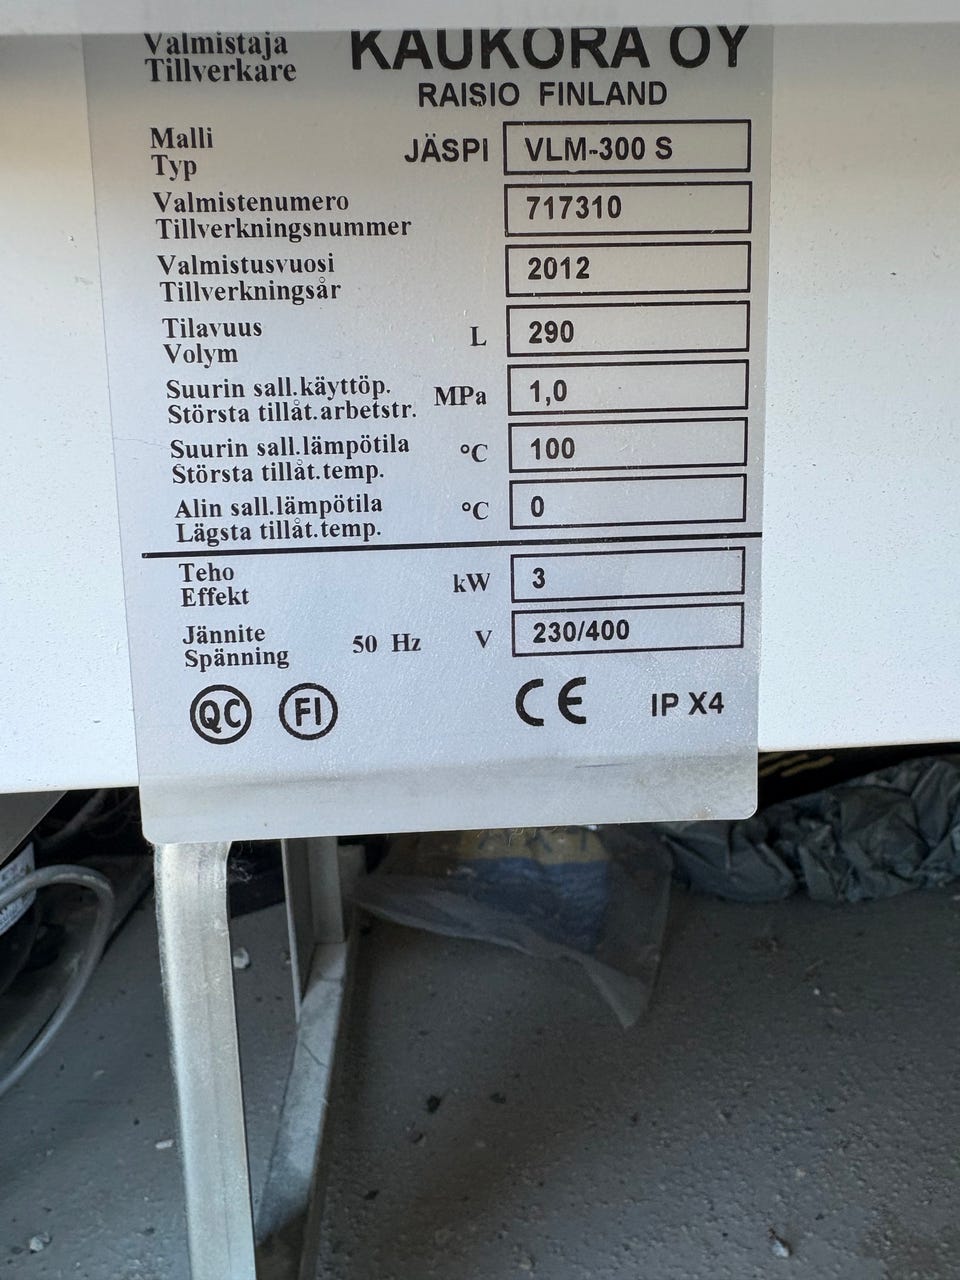 Valmistaja KAUKORA OY
Tillverkare
RAISIO FINLAND
Malli
Typ
JÄSPI VLM-300 S
Valmistenumero
Tillverkningsnummer
717310
Valmistusvuosi
Tillverkningsår
2012
Tilavuus
Volym
L 290
Suurin sall.käyttöp.
Största tillåt.arbetstr.
MPa 1,0
Suurin sall.lämpötila
Största tillåt.temp.
°C 100
Alin sall.lämpötila
Lägsta tillåt.temp.
°C 0
Teho
Effekt
kW 3
Jännite
Spänning
50 Hz V 230/400
QC FI CE IP X4